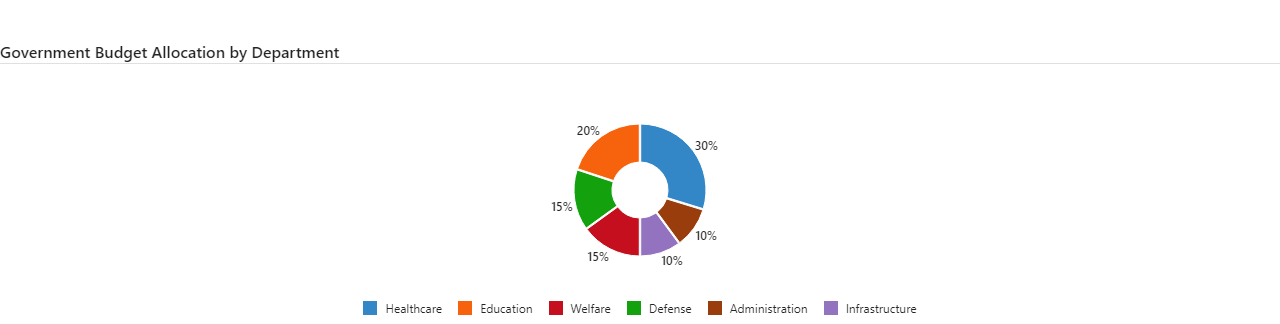 Government Budget Allocation by Department
20%
30%
15%
10%
15%
10%
Healthcare
Education
Welfare
Defense
Administration
Infrastructure